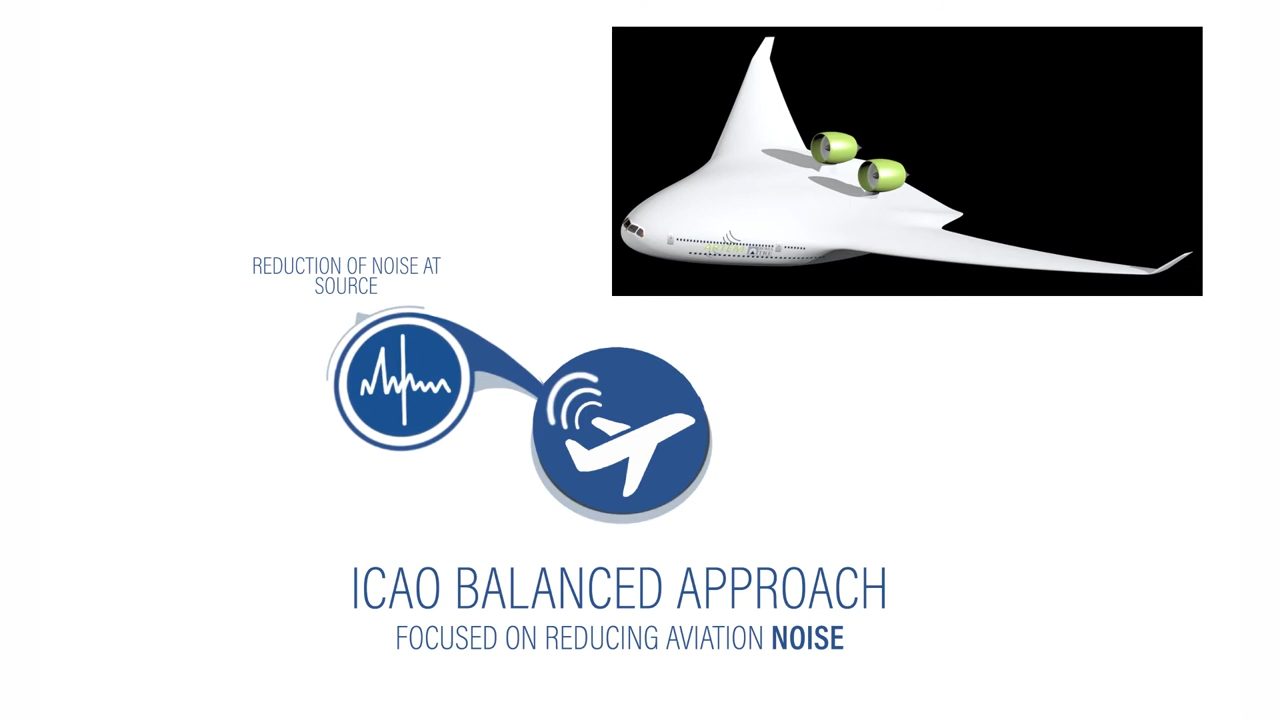 REDUCTION OF NOISE AT
SOURCE
ICAO BALANCED APPROACH
FOCUSED ON REDUCING AVIATION NOISE